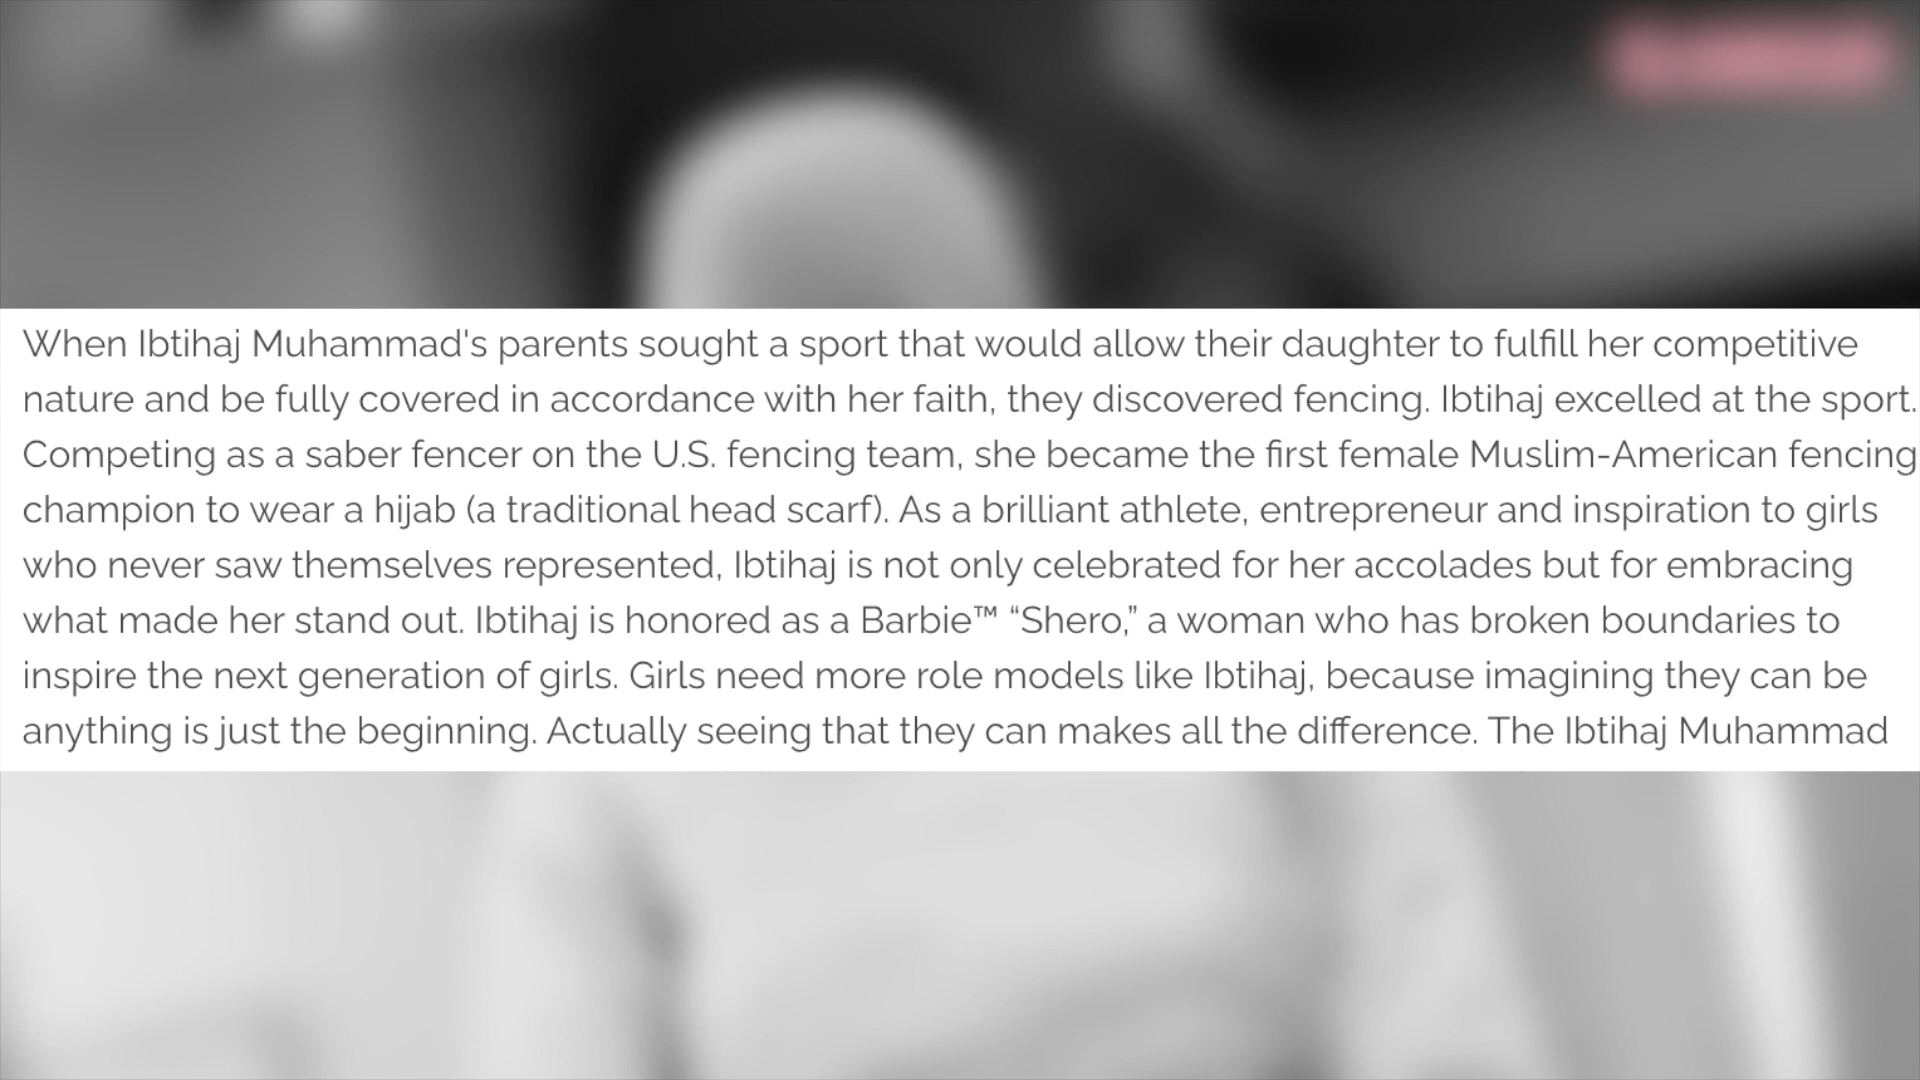 When Ibtihaj Muhammad's parents sought a sport that would allow their daughter to fulfill her competitive
nature and be fully covered in accordance with her faith, they discovered fencing. Ibtihaj excelled at the sport.
Competing as a saber fencer on the U.S. fencing team, she became the first female Muslim-American fencing
champion to wear a hijab (a traditional head scarf). As a brilliant athlete, entrepreneur and inspiration to girls
who never saw themselves represented, Ibtihaj is not only celebrated for her accolades but for embracing
what made her stand out. Ibtihaj is honored as a Barbie™ “Shero,” a woman who has broken boundaries to
inspire the next generation of girls. Girls need more role models like Ibtihaj, because imagining they can be
anything is just the beginning. Actually seeing that they can makes all the difference. The Ibtihaj Muhammad